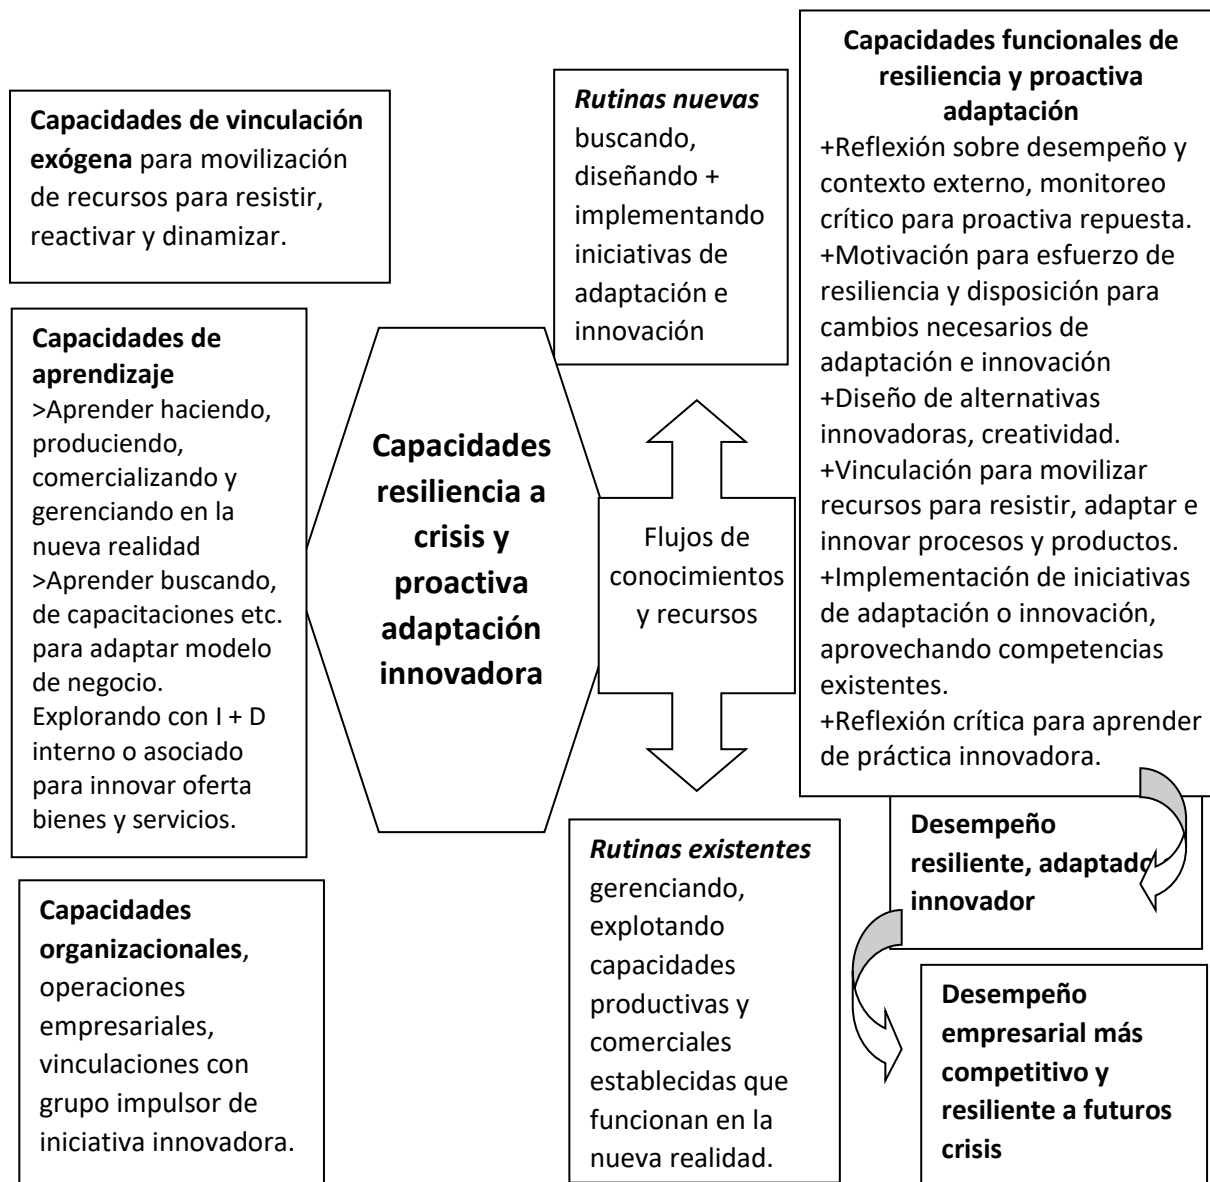 Capacidades de vinculación
exógena para movilización
de recursos para resistir,
reactivar y dinamizar.
Capacidades de
aprendizaje
>Aprender haciendo,
produciendo,
comercializando y
gerenciando en la
nueva realidad
>Aprender buscando,
de capacitaciones etc.
para adaptar modelo
de negocio.
Explorando con I + D
interno o asociado
para innovar oferta
bienes y servicios.
Capacidades
organizacionales,
operaciones
empresariales,
vinculaciones con
grupo impulsor de
iniciativa innovadora.
Capacidades
resiliencia a
crisis y
proactiva
adaptación
innovadora
Rutinas nuevas
buscando,
diseñando +
implementando
iniciativas de
adaptación e
innovación
Flujos de
conocimientos
y recursos
Rutinas existentes
gerenciando,
explotando
capacidades
productivas y
comerciales
establecidas que
funcionan en la
nueva realidad.
Capacidades funcionales de
resiliencia y proactiva
adaptación
+Reflexión sobre desempeño y
contexto externo, monitoreo
crítico para proactiva repuesta.
+Motivación para esfuerzo de
resiliencia y disposición para
cambios necesarios de
adaptación e innovación
+Diseño de alternativas
innovadoras, creatividad.
+Vinculación para movilizar
recursos para resistir, adaptar e
innovar procesos y productos.
+Implementación de iniciativas
de adaptación o innovación,
aprovechando competencias
existentes.
+Reflexión crítica para aprender
de práctica innovadora.
Desempeño
resiliente, adaptado
innovador
Desempeño
empresarial más
competitivo y
resiliente a futuros
crisis